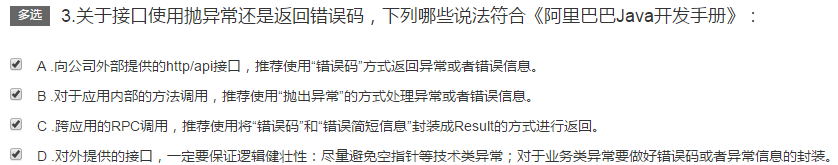 多选 3.关于接口使用抛异常还是返回错误码，下列哪些说法符合《阿里巴巴Java开发手册》：
A .向公司外部提供的http/api接口，推荐使用“错误码”方式返回异常或者错误信息。
B .对于应用内部的方法调用，推荐使用“抛出异常”的方式处理异常或者错误信息。
C .跨应用的RPC调用，推荐使用将“错误码”和“错误简短信息”封装成Result的方式进行返回。
D .对外提供的接口，一定要保证逻辑健壮性：尽量避免空指针等技术类异常；对于业务类异常要做好错误码或者异常信息的封装。